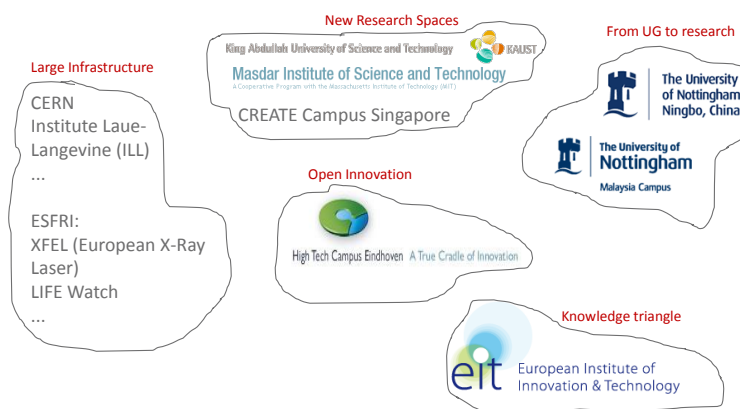 New Research Spaces
King Abdullah University of Science and Technology
KAUST
Masdar Institute of Science and Technology
A Cooperative Program with the Massachusetts Institute of Technology (MIT)
CREATE Campus Singapore
From UG to research
The University
of Nottingham
Ningbo, China
The University of
Nottingham
Malaysia Campus
Large Infrastructure
CERN
Institute Laue-
Langevine (ILL)
...
ESFRI:
XFEL (European X-Ray
Laser)
LIFE Watch
...
Open Innovation
High Tech Campus Eindhoven A True Cradle of Innovation
Knowledge triangle
eit
European Institute of
Innovation & Technology